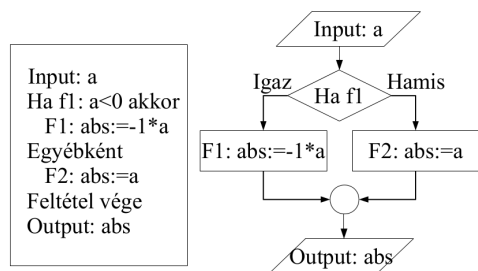 Input: a
Ha f1: a<0 akkor
F1: abs:=-1*a
Egyébként
F2: abs:=a
Feltétel vége
Output: abs
Input: a
Igaz
Hamis
Ha f1
F1: abs:=-1*a
F2: abs:=a
Output: abs